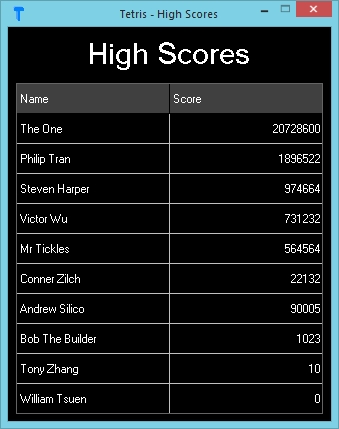 Tetris - High Scores
High Scores
Name Score
The One 20728600
Philip Tran 1896522
Steven Harper 974664
Victor Wu 731232
Mr Tickles 564564
Conner Zilch 22132
Andrew Silico 90005
Bob The Builder 1023
Tony Zhang 10
William Tsuen 0